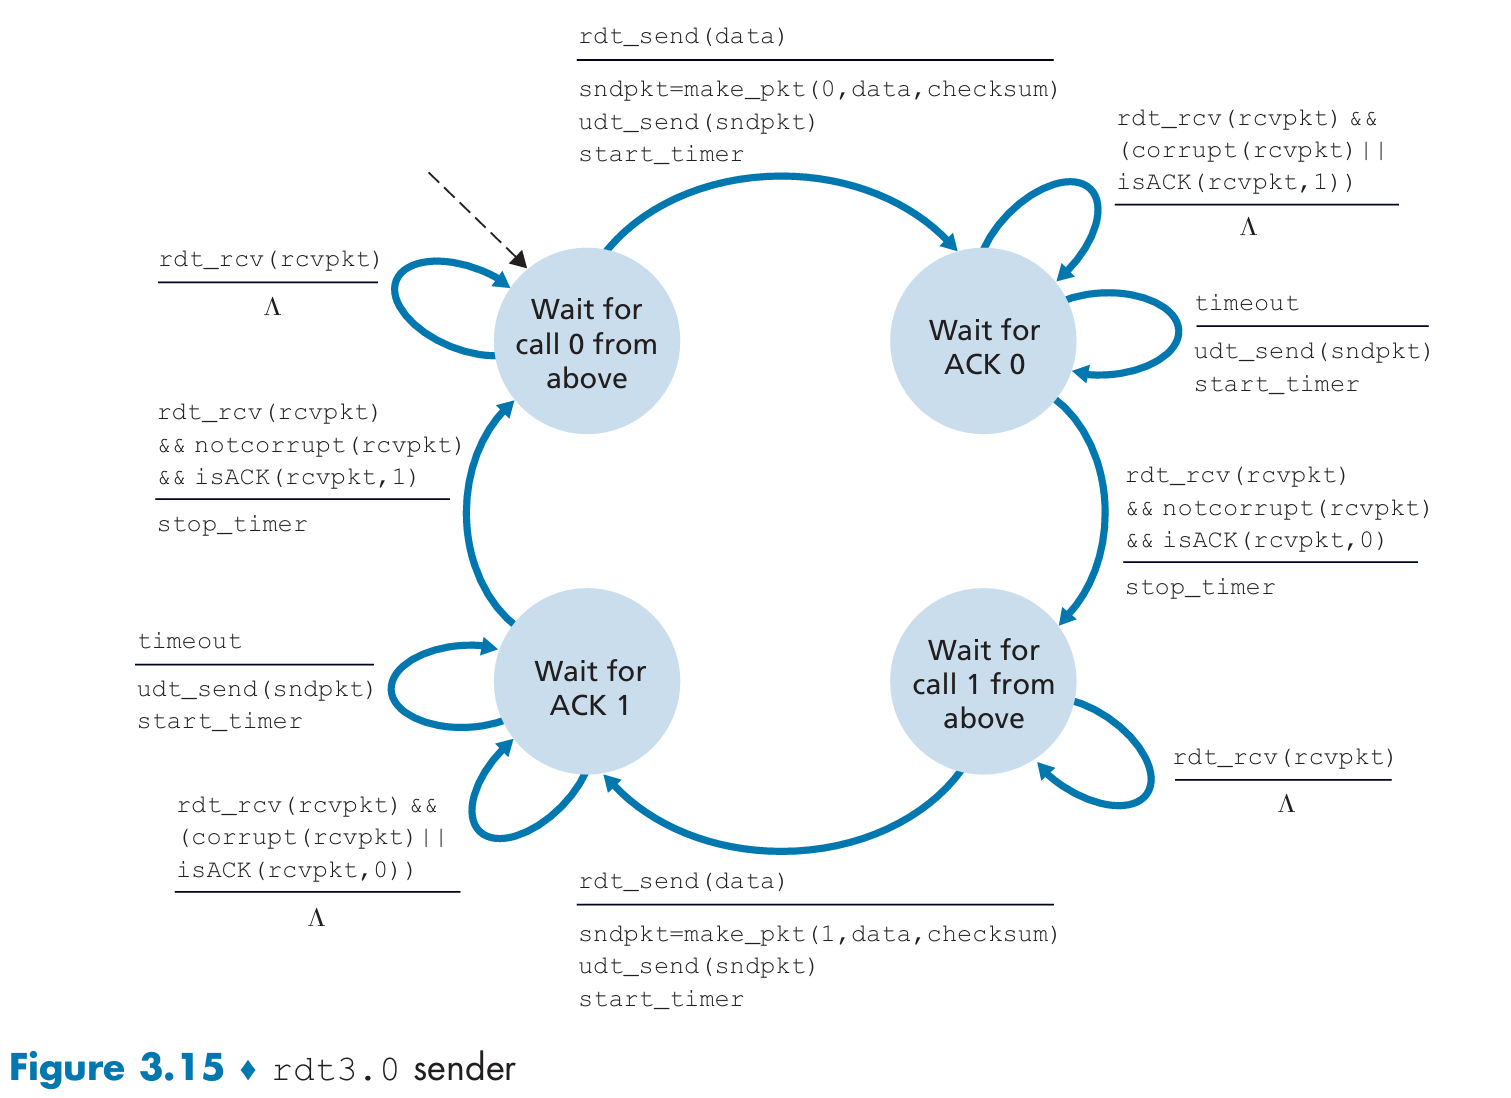 rdt_send(data)
sndpkt=make_pkt(0,data,checksum)
udt_send(sndpkt)
start_timer
rdt_rcv(rcvpkt) &&
(corrupt(rcvpkt)||
isACK(rcvpkt,1))
Λ
rdt_rcv(rcvpkt)
Λ
Wait for
call 0 from
above
Wait for
ACK 0
timeout
udt_send(sndpkt)
start_timer
rdt_rcv(rcvpkt)
&& notcorrupt(rcvpkt)
&& isACK(rcvpkt,1)
stop_timer
rdt_rcv(rcvpkt)
&& notcorrupt(rcvpkt)
&& isACK(rcvpkt,0)
stop_timer
timeout
udt_send(sndpkt)
start_timer
Wait for
ACK 1
Wait for
call 1 from
above
rdt_rcv(rcvpkt)
Λ
rdt_rcv(rcvpkt) &&
(corrupt(rcvpkt)||
isACK(rcvpkt,0))
Λ
rdt_send(data)
sndpkt=make_pkt(1,data,checksum)
udt_send(sndpkt)
start_timer
Figure 3.15 ♦ rdt3.0 sender